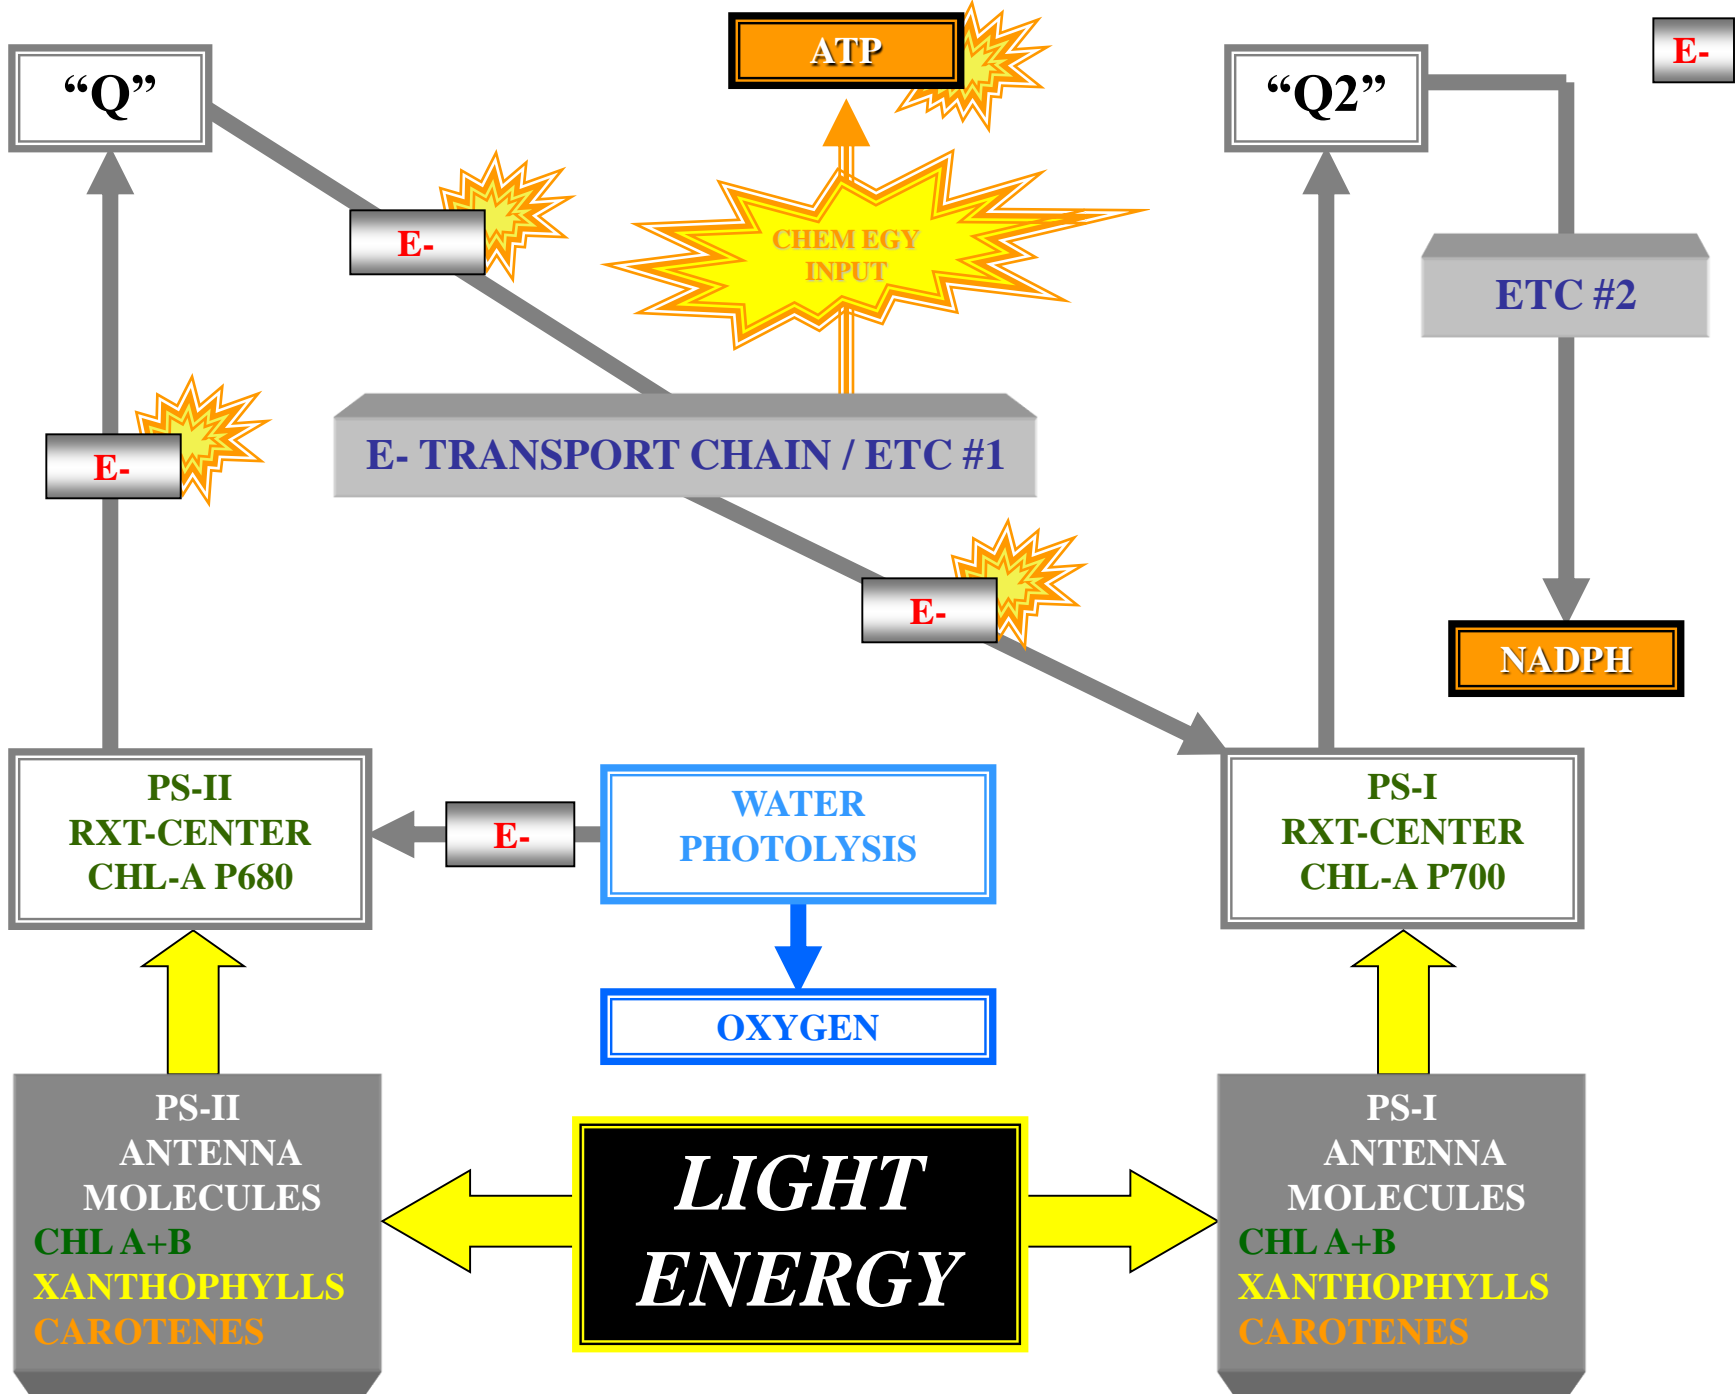 ATP
E-
"Q"
"Q2"
E-
CHEM EGY
INPUT
ETC #2
E- TRANSPORT CHAIN / ETC #1
E-
E-
NADPH
PS-II
RXT-CENTER
CHL-A P680
E-
WATER
PHOTOLYSIS
PS-I
RXT-CENTER
CHL-A P700
OXYGEN
PS-II
ANTENNA
MOLECULES
CHL A+B
XANTHOPHYLLS
CAROTENES
LIGHT
ENERGY
PS-I
ANTENNA
MOLECULES
CHL A+B
XANTHOPHYLLS
CAROTENES